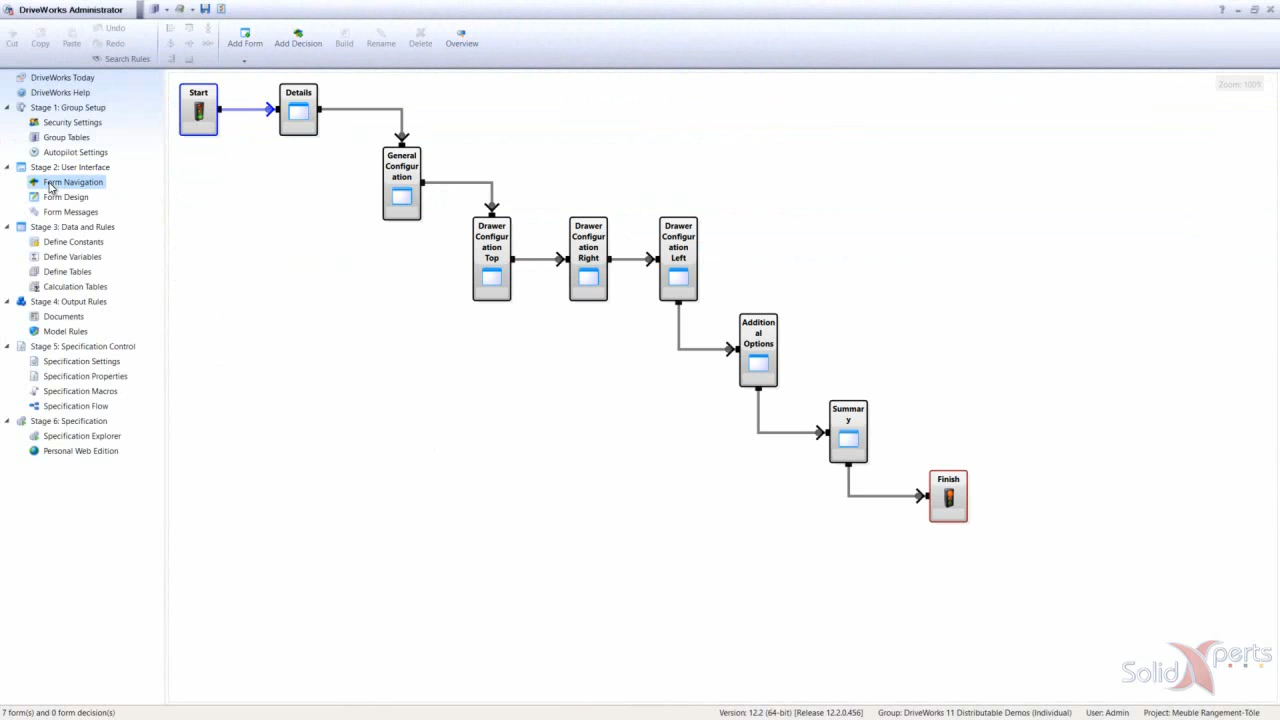 DriveWorks Administrator
Cut
Copy
Paste
Undo
Redo
Search Rules
Add Form
Add Decision
Build
Rename
Delete
Overview
DriveWorks Today
DriveWorks Help
Stage 1: Group Setup
Security Settings
Group Tables
Autopilot Settings
Stage 2: User Interface
Form Navigation
Form Design
Form Messages
Stage 3: Data and Rules
Define Constants
Define Variables
Define Tables
Calculation Tables
Stage 4: Output Rules
Documents
Model Rules
Stage 5: Specification Control
Specification Settings
Specification Properties
Specification Macros
Specification Flow
Stage 6: Specification
Specification Explorer
Personal Web Edition
Zoom: 100%
Start
Details
General
Configur
ation
Drawer
Configur
ation
Top
Drawer
Configur
ation
Right
Drawer
Configur
ation
Left
Addition
al
Options
Summar
y
Finish
SolidXperts
7 form(s) and 0 form decision(s)
Version: 12.2 (64-bit) [Release 12.2.0.456]
Group: DriveWorks 11 Distributable Demos (Individual)
User: Admin
Project: Meuble Rangement-Tôle